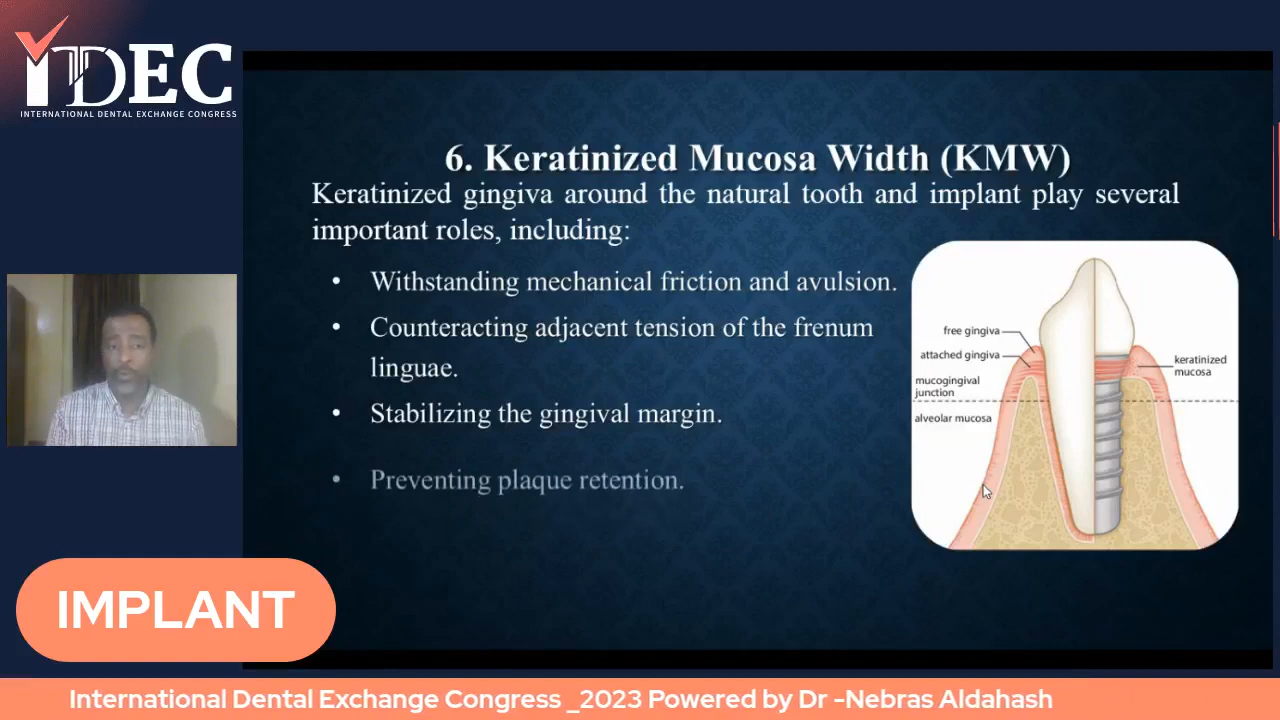 ITDEC
INTERNATIONAL DENTAL EXCHANGE CONGRESS
6. Keratinized Mucosa Width (KMW)
Keratinized gingiva around the natural tooth and implant play several
important roles, including:
• Withstanding mechanical friction and avulsion.
• Counteracting adjacent tension of the frenum
linguae.
• Stabilizing the gingival margin.
• Preventing plaque retention.
free gingiva
attached gingiva
mucogingival
junction
alveolar mucosa
keratinized
mucosa
IMPLANT
International Dental Exchange Congress _2023 Powered by Dr -Nebras Aldahash